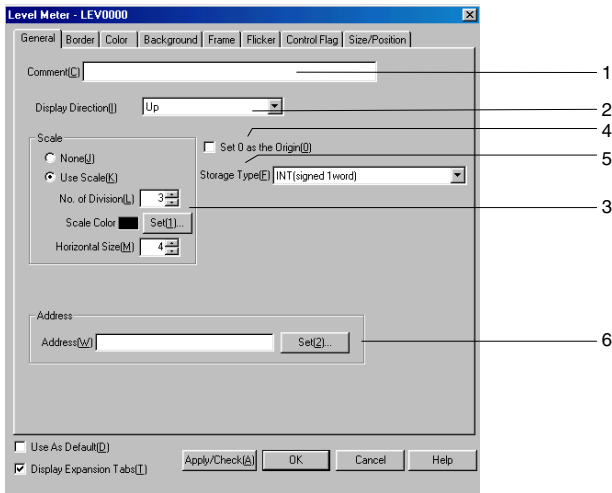 Level Meter - LEV0000
General Border Color Background Frame Flicker Control Flag Size/Position
Comment(C) 1
Display Direction(I) Up 2
4
Scale Set 0 as the Origin(0)
5
None(J)
Use Scale(K) Storage Type(F) INT(signed 1word)
No. of Division(L) 3
3
Scale Color Set(1)...
Horizontal Size(M) 4
Address
Address(W) Set(2)... 6
Use As Default(D)
Display Expansion Tabs(T) Apply/Check(A) OK Cancel Help